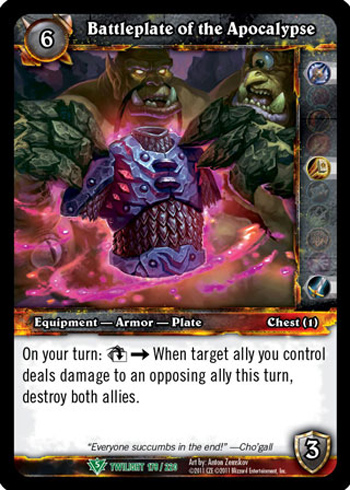 6
Battleplate of the Apocalypse
Equipment — Armor — Plate Chest (1)
On your turn: ➞ When target ally you control
deals damage to an opposing ally this turn,
destroy both allies.
"Everyone succumbs in the end!" —Cho'gall
TWILIGHT 178 / 220
Art by: Anton Zemskov
©2011 CZE ©2011 Blizzard Entertainment, Inc.
3